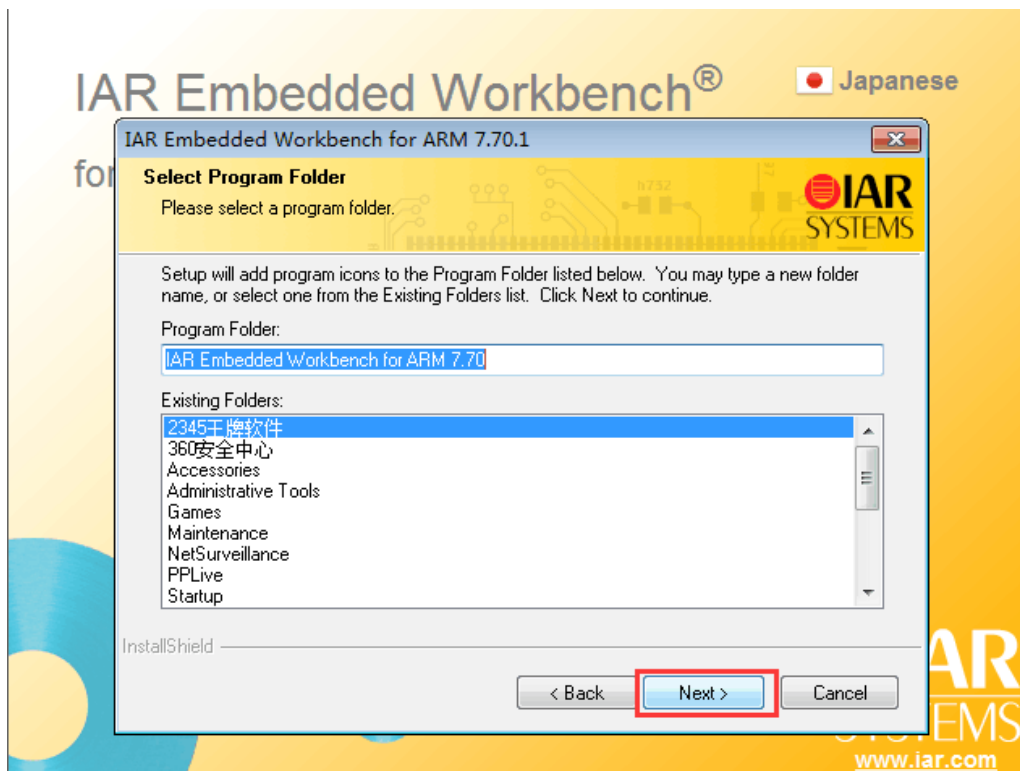 IAR Embedded Workbench®
Japanese
IAR Embedded Workbench for ARM 7.70.1
for
Select Program Folder
Please select a program folder.
h732
IAR
SYSTEMS
Setup will add program icons to the Program Folder listed below. You may type a new folder
name, or select one from the Existing Folders list. Click Next to continue.
Program Folder:
IAR Embedded Workbench for ARM 7.70
Existing Folders:
2345王牌软件
360安全中心
Accessories
Administrative Tools
Games
Maintenance
NetSurveillance
PPLive
Startup
InstallShield
< Back
Next >
Cancel
AR
SYSTEMS
www.iar.com